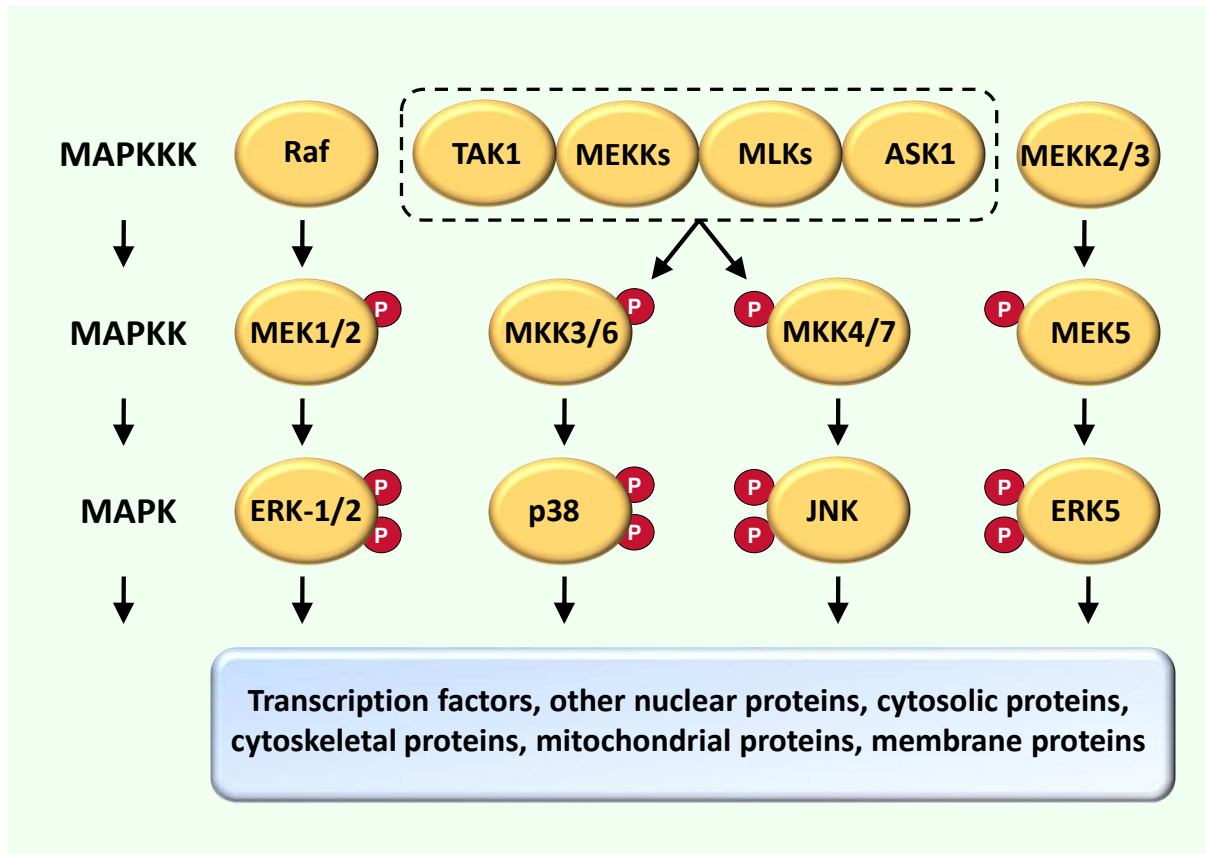 MAPKKK
Raf
TAK1
MEKKs
MLKs
ASK1
MEKK2/3
MAPKK
MEK1/2
P
MKK3/6
P
P
MKK4/7
P
MEK5
MAPK
ERK-1/2
P
P
p38
P
P
P
P
JNK
P
P
ERK5
Transcription factors, other nuclear proteins, cytosolic proteins,
cytoskeletal proteins, mitochondrial proteins, membrane proteins